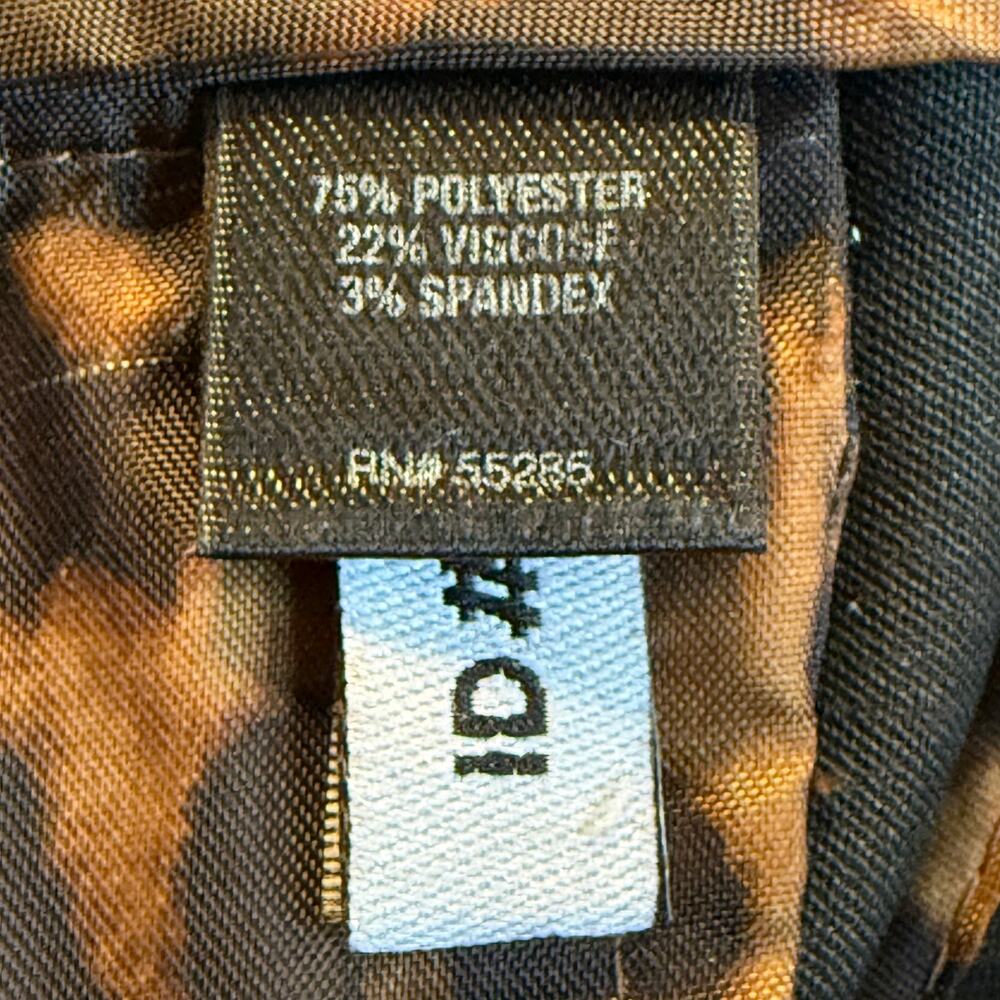 75% POLYESTER
22% VISCOSE
3% SPANDEX
RN# 55285
ID #